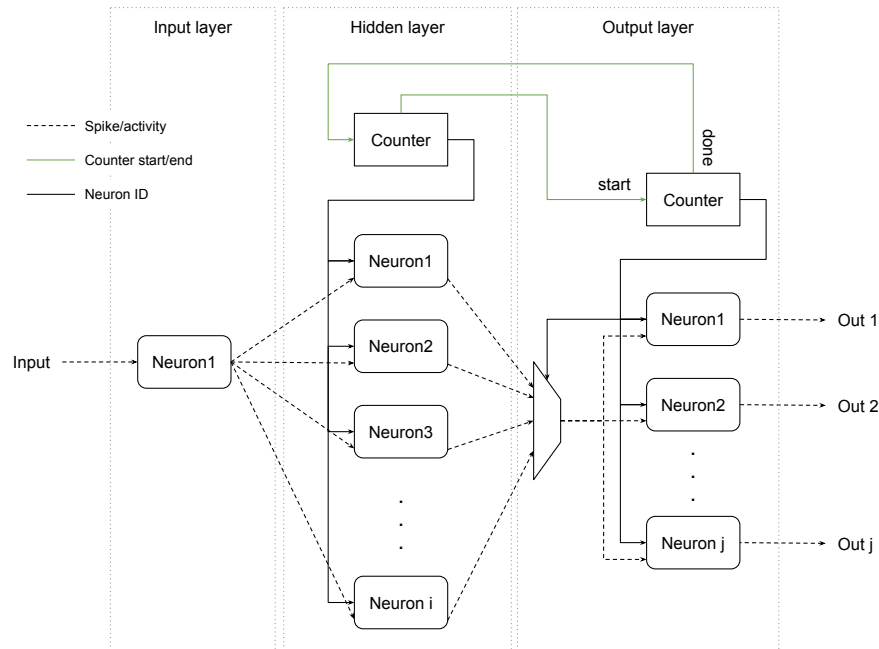 Input layer
Hidden layer
Output layer
Spike/activity
Counter start/end
Neuron ID
Counter
done
start
Counter
Neuron1
Neuron2
Neuron3
. . .
Neuron i
Input
Neuron1
Neuron1
Out 1
Neuron2
Out 2
. . .
Neuron j
Out j